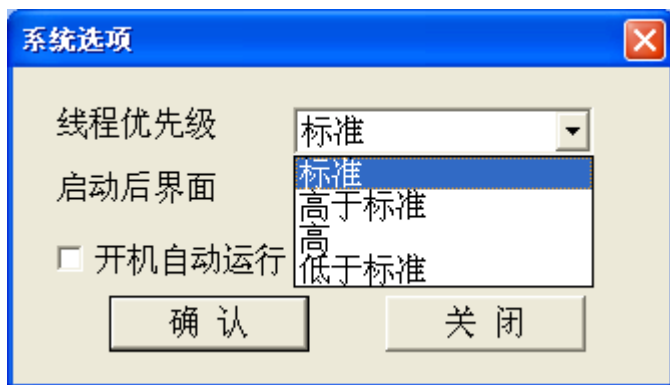 系统选项
线程优先级
标准
标准
高于标准
高
低于标准
启动后界面
开机自动运行
确 认
关 闭